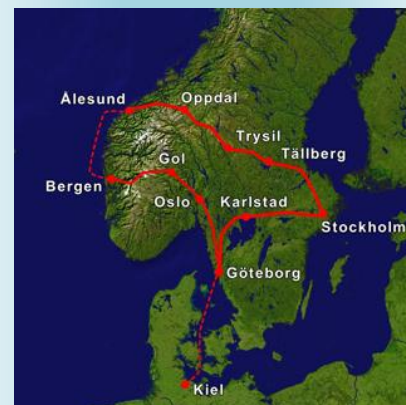 Ålesund
Oppdal
Trysil
Gol
Tällberg
Bergen
Oslo
Karlstad
Stockholm
Göteborg
Kiel